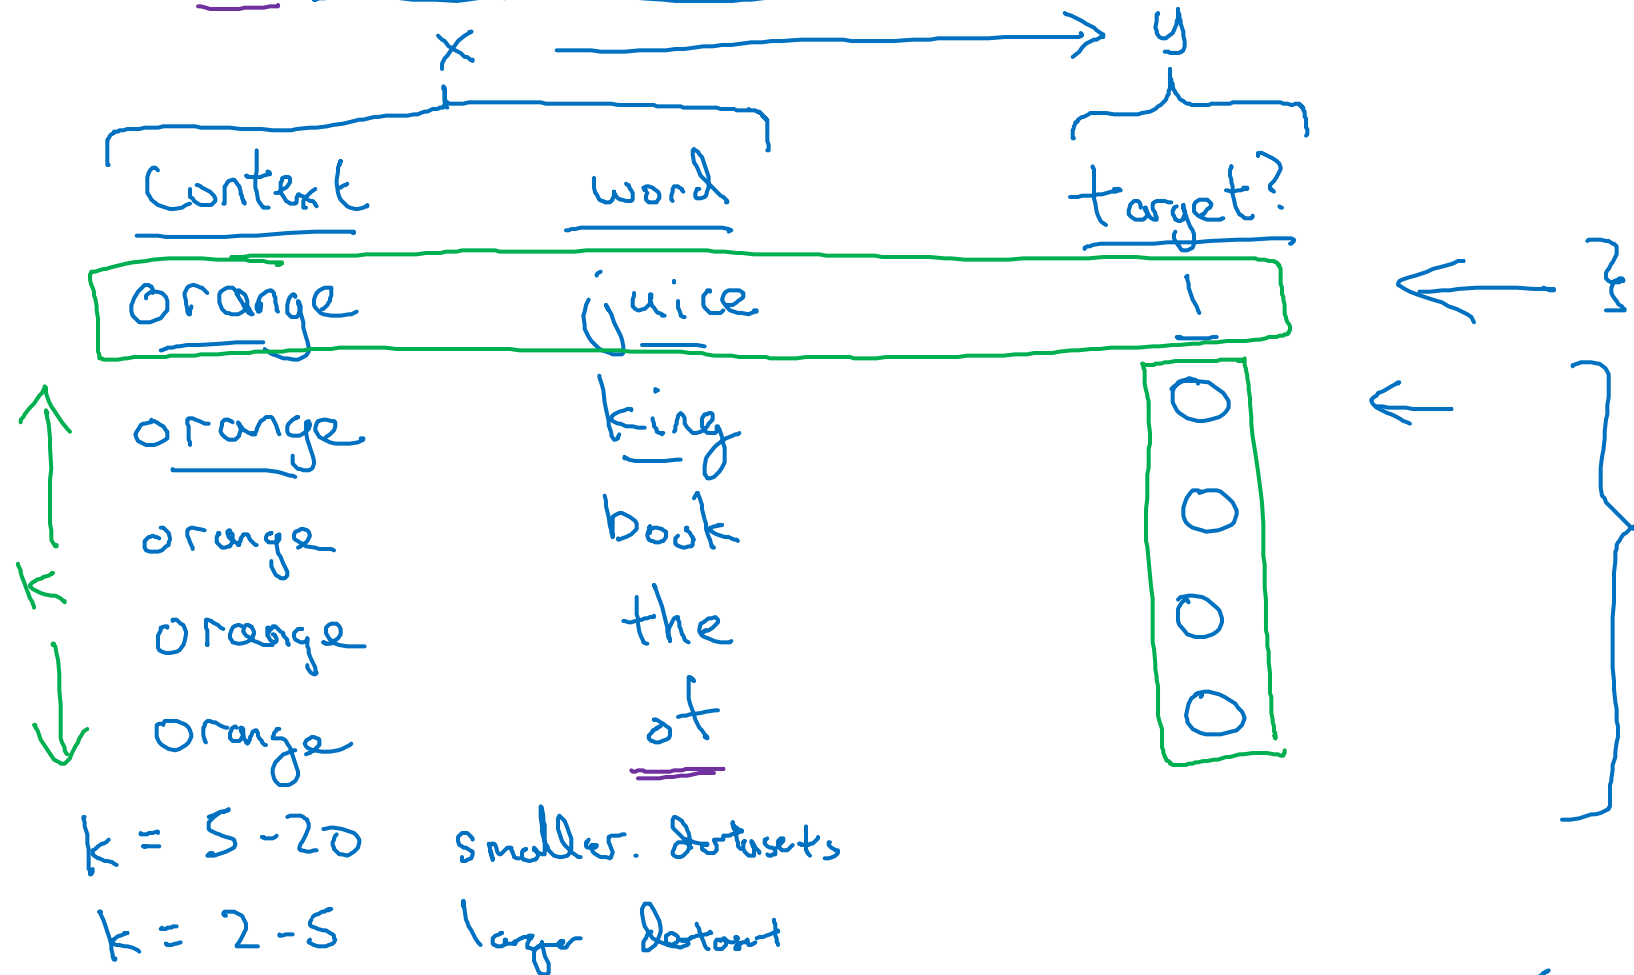 x y
Context word target?
orange juice 1
orange king 0
orange book 0
k
orange the 0
orange of 0
k = 5-20 smaller. datasets
k = 2-5 larger dataset